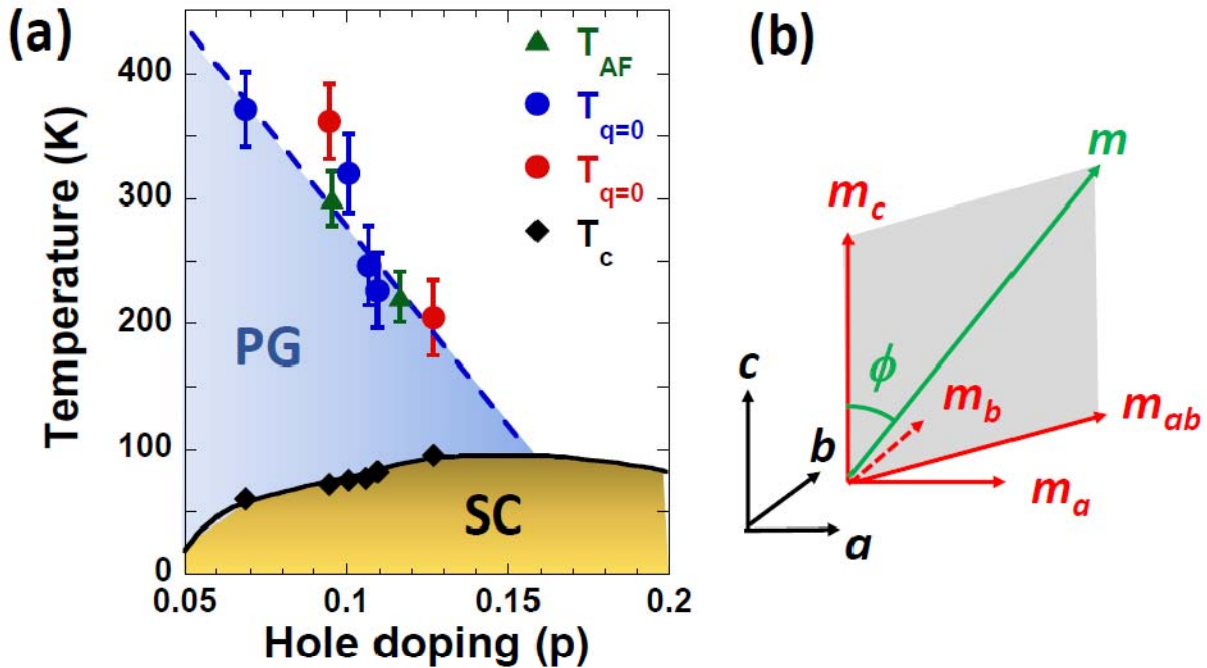 (a)
Temperature (K)
400
300
200
100
0
0.05
0.1
0.15
0.2
Hole doping (p)
T_AF
T_q=0
T_q=0
T_c
PG
SC
(b)
m
m_c
ϕ
m_b
m_ab
m_a
c
b
a